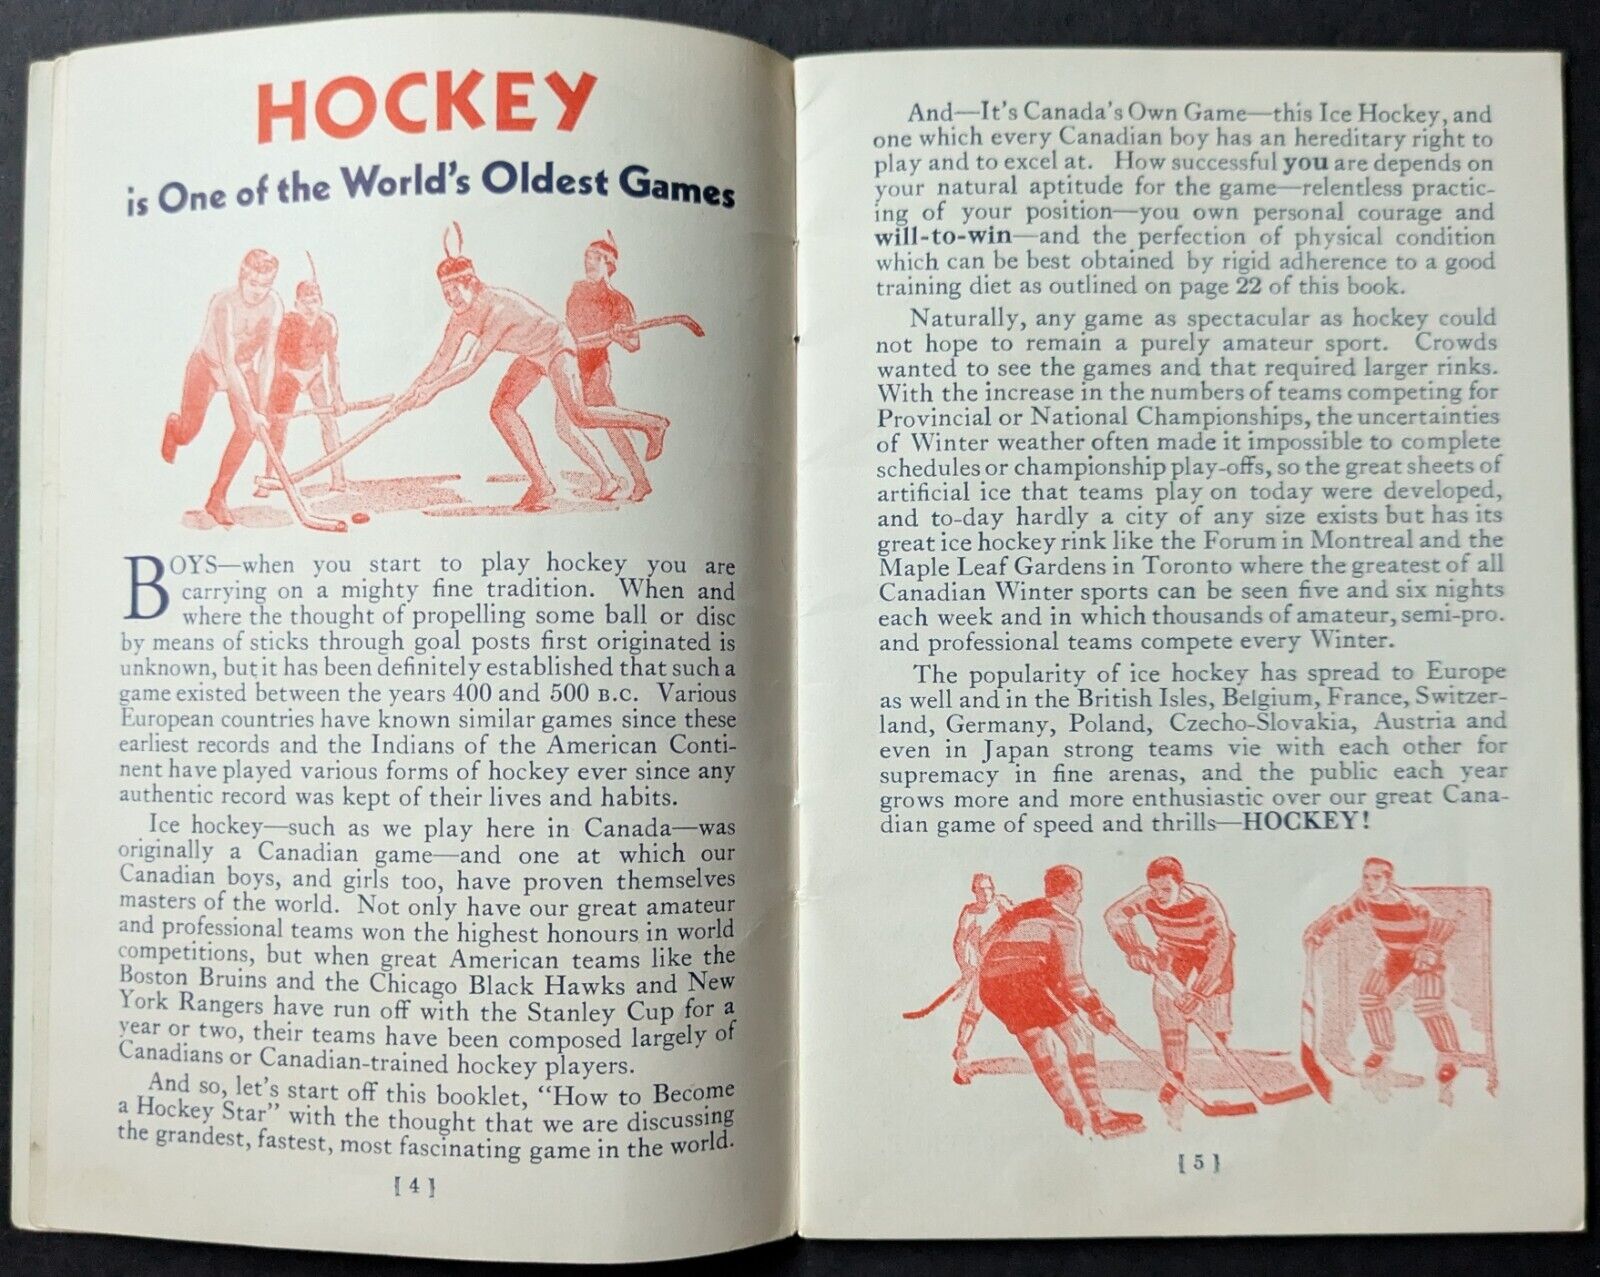 HOCKEY
is One of the World's Oldest Games
BOYS—when you start to play hockey you are
carrying on a mighty fine tradition. When and
where the thought of propelling some ball or disc
by means of sticks through goal posts first originated is
unknown, but it has been definitely established that such a
game existed between the years 400 and 500 B.C. Various
European countries have known similar games since these
earliest records and the Indians of the American Conti-
nent have played various forms of hockey ever since any
authentic record was kept of their lives and habits.
Ice hockey—such as we play here in Canada—was
originally a Canadian game—and one at which our
Canadian boys, and girls too, have proven themselves
masters of the world. Not only have our great amateur
and professional teams won the highest honours in world
competitions, but when great American teams like the
Boston Bruins and the Chicago Black Hawks and New
York Rangers have run off with the Stanley Cup for a
year or two, their teams have been composed largely of
Canadians or Canadian-trained hockey players.
And so, let's start off this booklet, "How to Become
a Hockey Star" with the thought that we are discussing
the grandest, fastest, most fascinating game in the world.
[ 4 ]
And—It's Canada's Own Game—this Ice Hockey, and
one which every Canadian boy has an hereditary right to
play and to excel at. How successful you are depends on
your natural aptitude for the game—relentless practic-
ing of your position—you own personal courage and
will-to-win—and the perfection of physical condition
which can be best obtained by rigid adherence to a good
training diet as outlined on page 22 of this book.
Naturally, any game as spectacular as hockey could
not hope to remain a purely amateur sport. Crowds
wanted to see the games and that required larger rinks.
With the increase in the numbers of teams competing for
Provincial or National Championships, the uncertainties
of Winter weather often made it impossible to complete
schedules or championship play-offs, so the great sheets of
artificial ice that teams play on today were developed,
and to-day hardly a city of any size exists but has its
great ice hockey rink like the Forum in Montreal and the
Maple Leaf Gardens in Toronto where the greatest of all
Canadian Winter sports can be seen five and six nights
each week and in which thousands of amateur, semi-pro.
and professional teams compete every Winter.
The popularity of ice hockey has spread to Europe
as well and in the British Isles, Belgium, France, Switzer-
land, Germany, Poland, Czecho-Slovakia, Austria and
even in Japan strong teams vie with each other for
supremacy in fine arenas, and the public each year
grows more and more enthusiastic over our great Cana-
dian game of speed and thrills—HOCKEY!
[ 5 ]